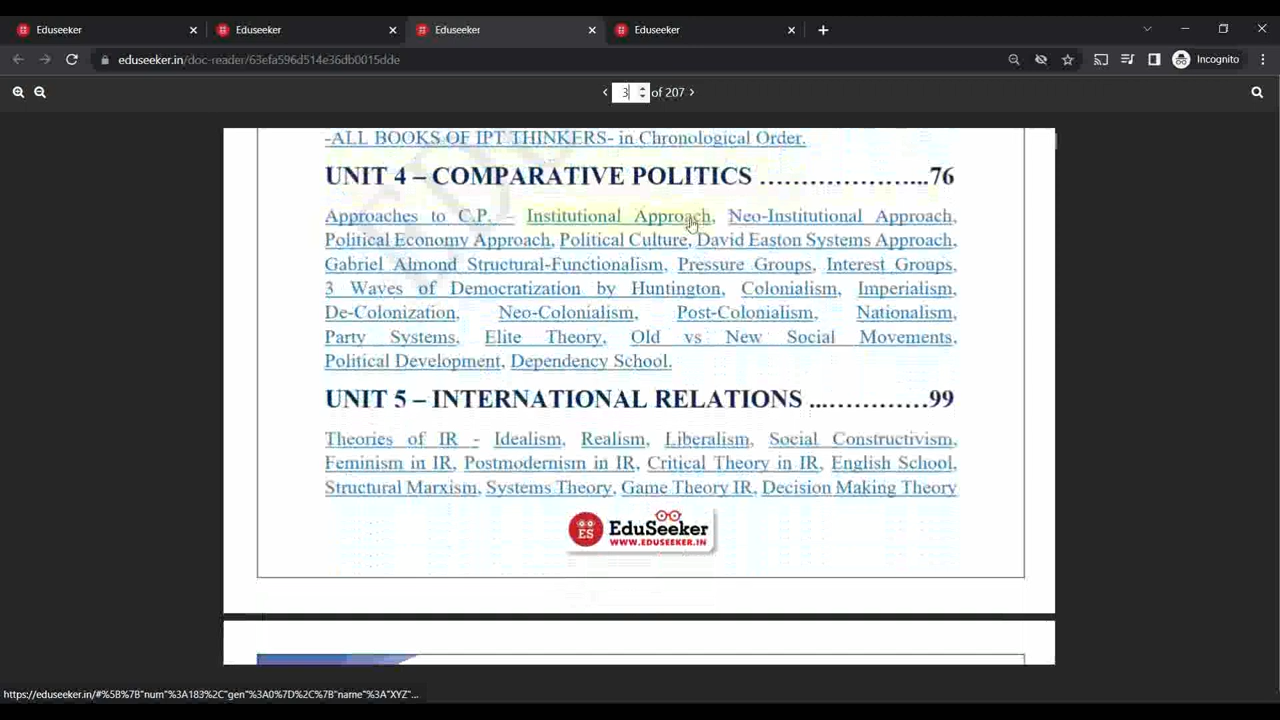 Eduseeker
Eduseeker
Eduseeker
Eduseeker
eduseeker.in/doc-reader/63efa596d514e36db0015dde
Incognito
3 of 207
-ALL BOOKS OF IPT THINKERS- in Chronological Order.
UNIT 4 – COMPARATIVE POLITICS …………………...76
Approaches to C.P. – Institutional Approach, Neo-Institutional Approach,
Political Economy Approach, Political Culture, David Easton Systems Approach,
Gabriel Almond Structural-Functionalism, Pressure Groups, Interest Groups,
3 Waves of Democratization by Huntington, Colonialism, Imperialism,
De-Colonization, Neo-Colonialism, Post-Colonialism, Nationalism,
Party Systems, Elite Theory, Old vs New Social Movements,
Political Development, Dependency School.
UNIT 5 – INTERNATIONAL RELATIONS ...…………99
Theories of IR - Idealism, Realism, Liberalism, Social Constructivism,
Feminism in IR, Postmodernism in IR, Critical Theory in IR, English School,
Structural Marxism, Systems Theory, Game Theory IR, Decision Making Theory
ES EduSeeker
WWW.EDUSEEKER.IN
https://eduseeker.in/#%5B%7B"num"%3A183%2C"gen"%3A0%7D%2C%7B"name"%3A"XYZ"...